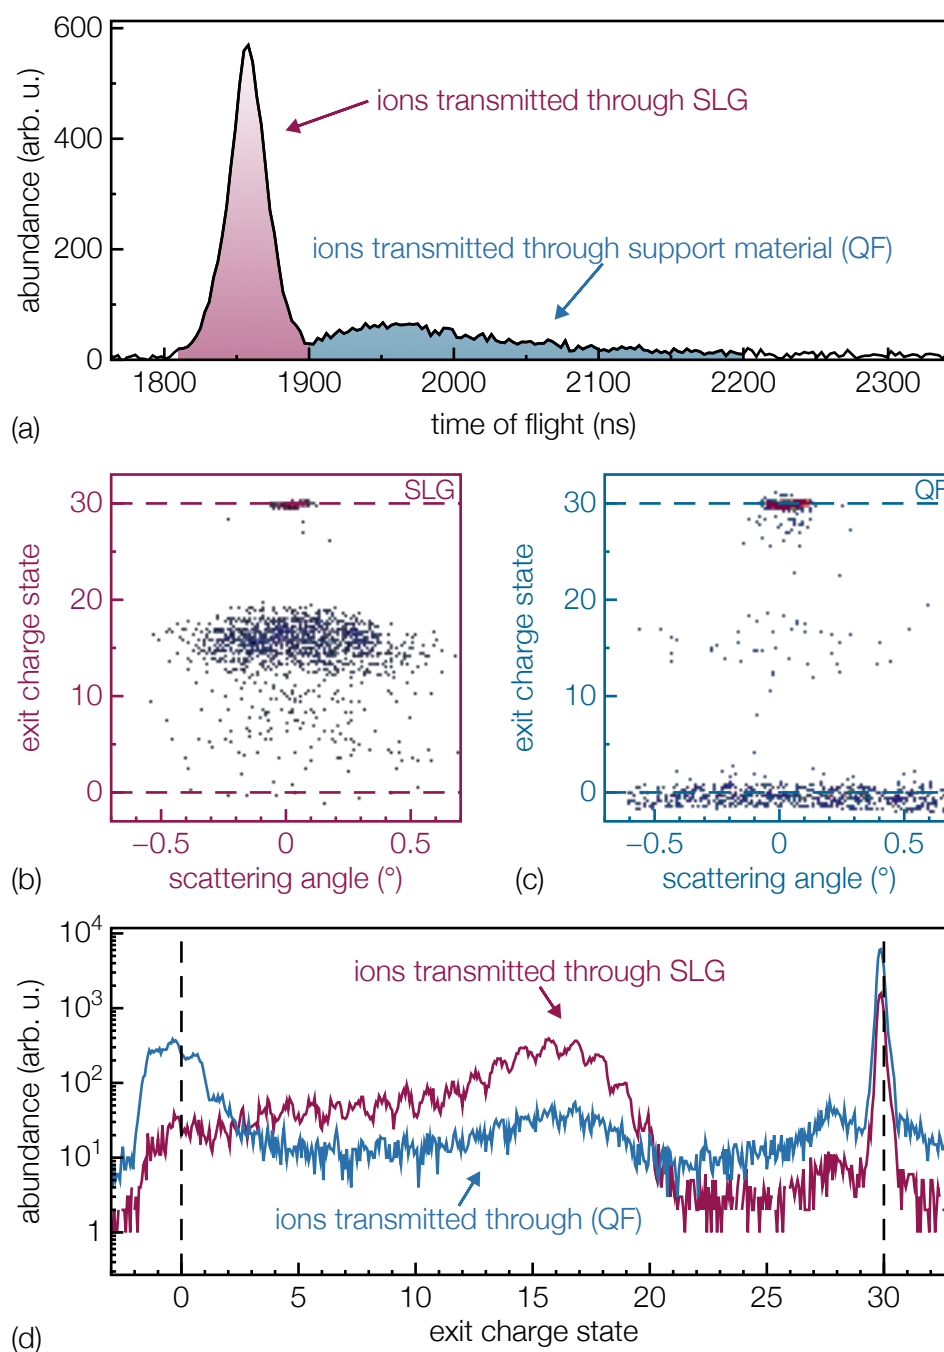 600
400
200
0
abundance (arb. u.)
ions transmitted through SLG
ions transmitted through support material (QF)
1800 1900 2000 2100 2200 2300
time of flight (ns)
(a)
30
20
10
0
exit charge state
SLG
−0.5 0 0.5
scattering angle (°)
(b)
30
20
10
0
exit charge state
QF
−0.5 0 0.5
scattering angle (°)
(c)
10⁴
10³
10²
10¹
1
abundance (arb. u.)
ions transmitted through SLG
ions transmitted through (QF)
0 5 10 15 20 25 30
exit charge state
(d)